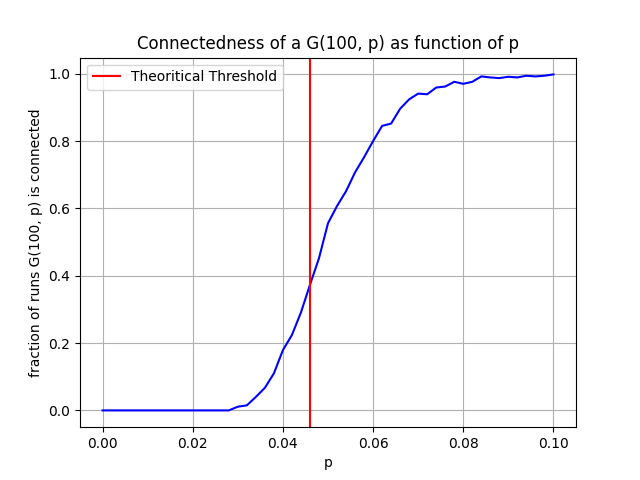 Connectedness of a G(100, p) as function of p
Theoritical Threshold
fraction of runs G(100, p) is connected
1.0
0.8
0.6
0.4
0.2
0.0
0.00 0.02 0.04 0.06 0.08 0.10
p